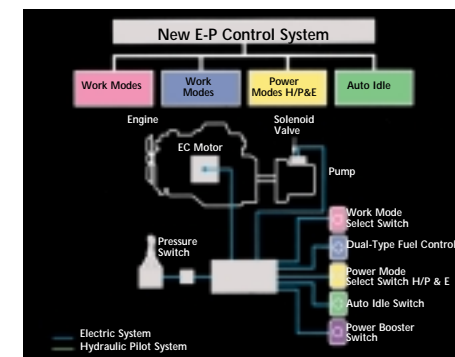 New E-P Control System
Work Modes
Work
Modes
Power
Modes H/P&E
Auto Idle
Engine
Solenoid
Valve
EC Motor
Pump
Work Mode
Select Switch
Dual-Type Fuel Control
Pressure
Switch
Power Mode
Select Switch H/P & E
Auto Idle Switch
Power Booster
Switch
Electric System
Hydraulic Pilot System